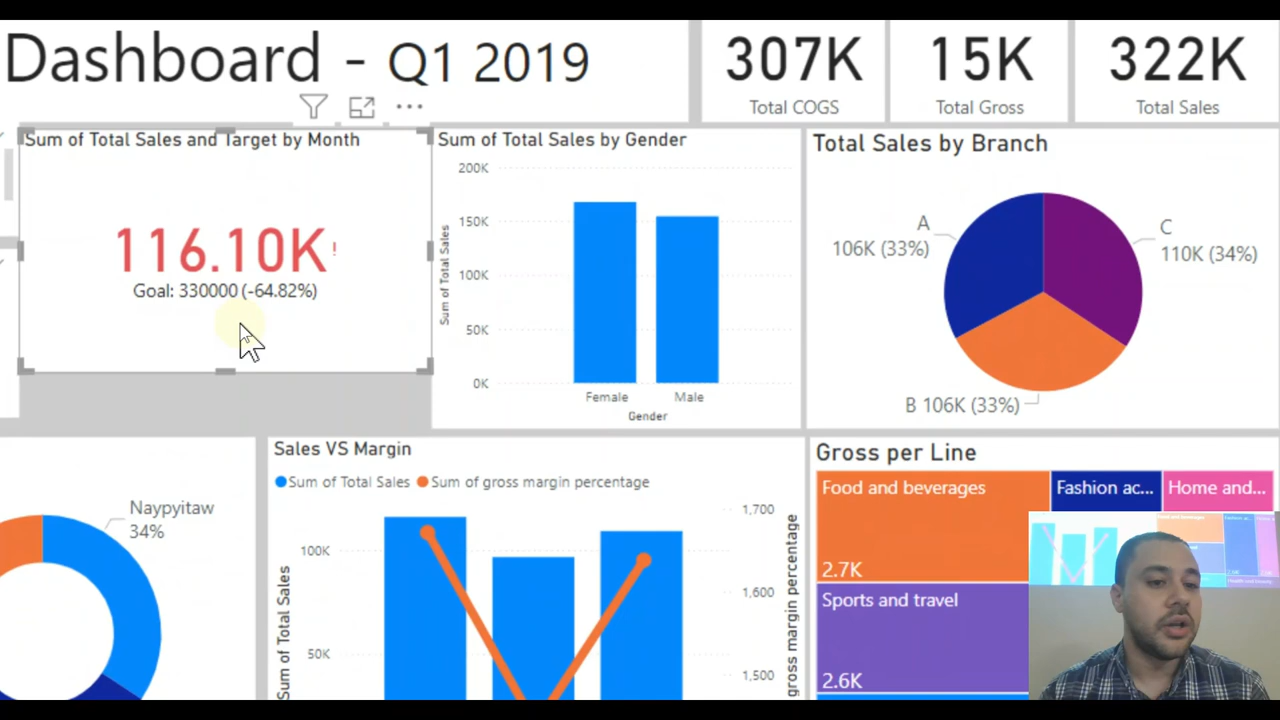 Dashboard - Q1 2019
307K
Total COGS
15K
Total Gross
322K
Total Sales
Sum of Total Sales and Target by Month
116.10K!
Goal: 330000 (-64.82%)
Sum of Total Sales by Gender
Sum of Total Sales
200K
150K
100K
50K
0K
Female
Male
Gender
Total Sales by Branch
A
106K (33%)
C
110K (34%)
B 106K (33%)
Naypyitaw
34%
Sales VS Margin
Sum of Total Sales
Sum of gross margin percentage
Sum of Total Sales
100K
50K
1,700
1,600
1,500
gross margin percentage
Gross per Line
Food and beverages
2.7K
Fashion ac...
Home and...
Sports and travel
2.6K